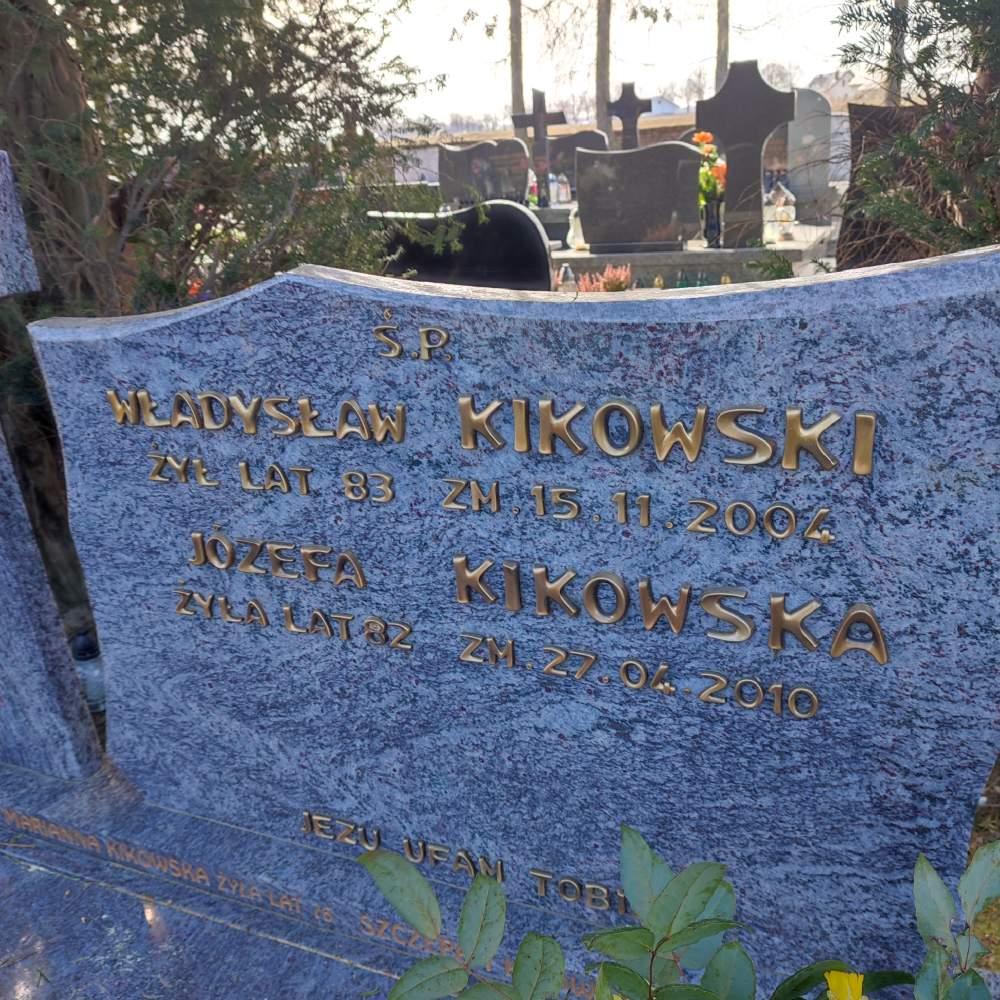 Ś.P.
WŁADYSŁAW KIKOWSKI
ŻYŁ LAT 83 ZM. 15.11.2004
JÓZEFA KIKOWSKA
ŻYŁA LAT 82 ZM. 27.04.2010
JEZU UFAM TOBIE
MARIANNA KIKOWSKA ŻYŁA LAT 76